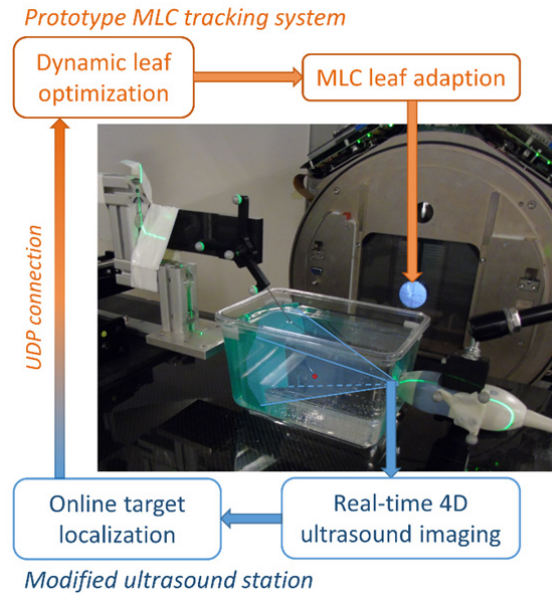 Prototype MLC tracking system
Dynamic leaf
optimization
MLC leaf adaption
UDP connection
Online target
localization
Real-time 4D
ultrasound imaging
Modified ultrasound station